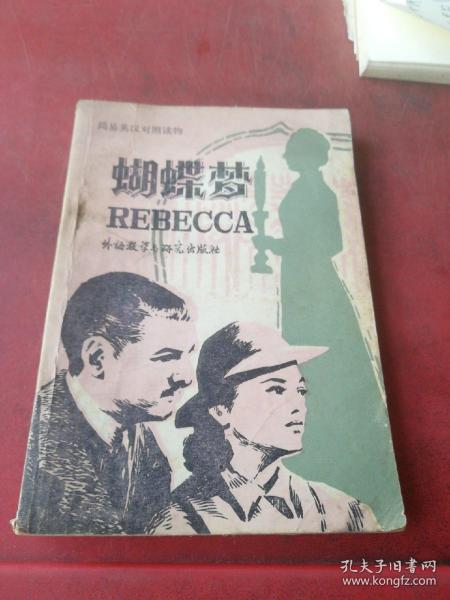 简易英汉对照读物
蝴蝶梦
REBECCA
外语教学与研究出版社
孔夫子旧书网
www.kongfz.com